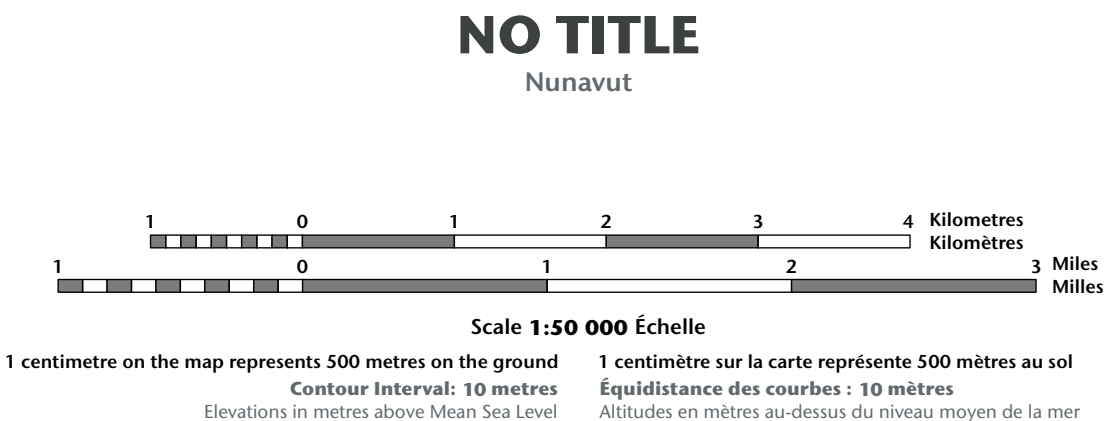 NO TITLE
Nunavut
1 0 1 2 3 4 Kilometres
Kilomètres
1 0 1 2 3 Miles
Milles
Scale 1:50 000 Échelle
1 centimetre on the map represents 500 metres on the ground
Contour Interval: 10 metres
Elevations in metres above Mean Sea Level
1 centimètre sur la carte représente 500 mètres au sol
Équidistance des courbes : 10 mètres
Altitudes en mètres au-dessus du niveau moyen de la mer